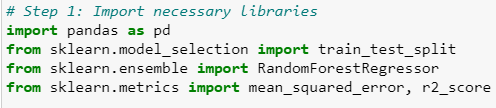 # Step 1: Import necessary libraries
import pandas as pd
from sklearn.model_selection import train_test_split
from sklearn.ensemble import RandomForestRegressor
from sklearn.metrics import mean_squared_error, r2_score